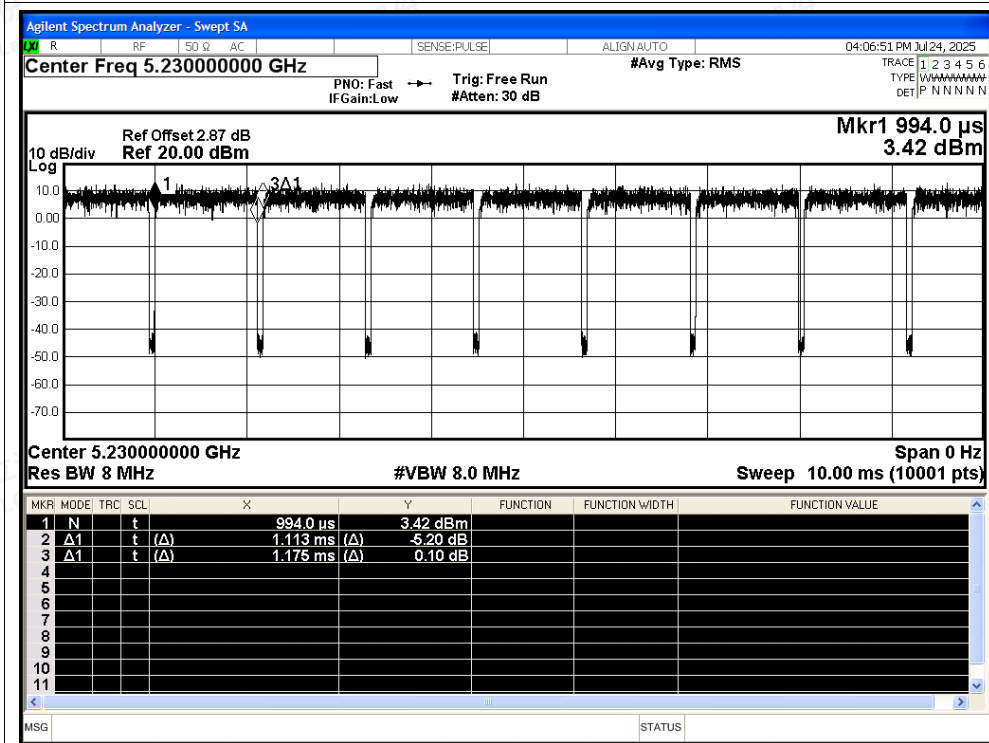 Agilent Spectrum Analyzer - Swept SA
LXI R RF 50 Ω AC SENSE:PULSE ALIGN AUTO 04:06:51 PM Jul 24, 2025
Center Freq 5.230000000 GHz #Avg Type: RMS TRACE 1 2 3 4 5 6
PNO: Fast Trig: Free Run TYPE W
IFGain:Low #Atten: 30 dB DET P N N N N N
Mkr1 994.0 µs
Ref Offset 2.87 dB
10 dB/div Ref 20.00 dBm 3.42 dBm
Log
1 3Δ1
10.0
0.00
-10.0
-20.0
-30.0
-40.0
-50.0
-60.0
-70.0
Center 5.230000000 GHz Span 0 Hz
Res BW 8 MHz #VBW 8.0 MHz Sweep 10.00 ms (10001 pts)
MKR MODE TRC SCL X Y FUNCTION FUNCTION WIDTH FUNCTION VALUE
1 N t 994.0 µs 3.42 dBm
2 Δ1 t (Δ) 1.113 ms (Δ) -5.20 dB
3 Δ1 t (Δ) 1.175 ms (Δ) 0.10 dB
4
5
6
7
8
9
10
11
MSG STATUS